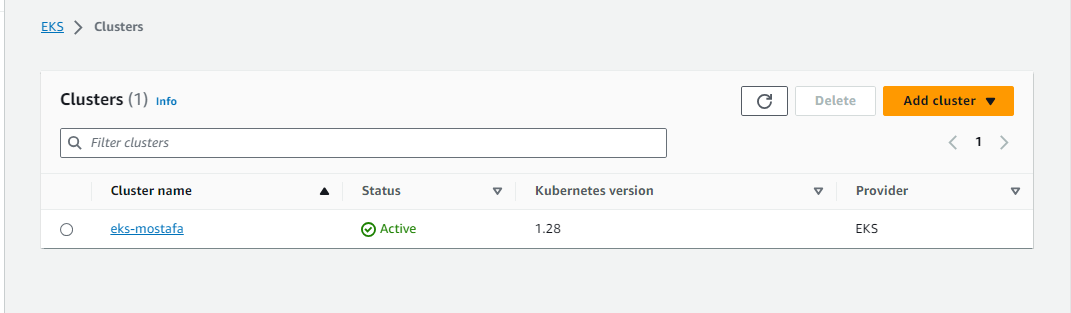 EKS > Clusters
Clusters (1) Info
Delete
Add cluster
Filter clusters
1
Cluster name Status Kubernetes version Provider
eks-mostafa Active 1.28 EKS